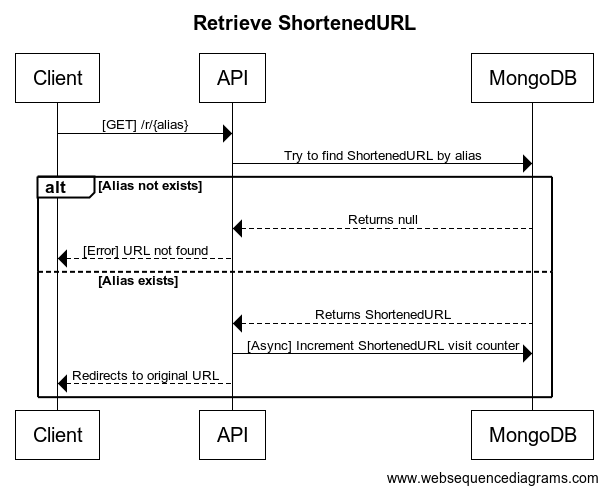 Retrieve ShortenedURL
Client API MongoDB
[GET] /r/{alias}
Try to find ShortenedURL by alias
alt [Alias not exists]
Returns null
[Error] URL not found
[Alias exists]
Returns ShortenedURL
[Async] Increment ShortenedURL visit counter
Redirects to original URL
Client API MongoDB
www.websequencediagrams.com